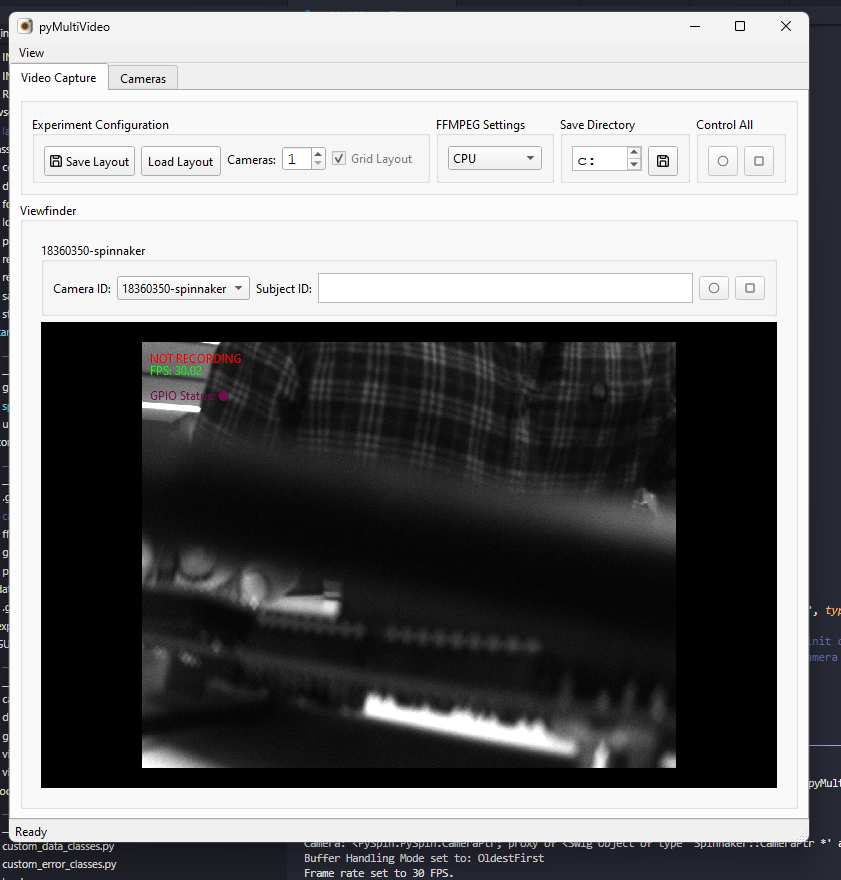 pyMultiVideo
View
Video Capture
Cameras
Experiment Configuration
FFMPEG Settings
Save Directory
Control All
Save Layout
Load Layout
Cameras:
1
Grid Layout
CPU
c:
Viewfinder
18360350-spinnaker
Camera ID:
18360350-spinnaker
Subject ID:
NOT RECORDING
FPS: 30.02
GPIO Status
Ready
custom_data_classes.py
custom_error_classes.py
Camera: <PySpin.PySpin.CameraPtr; proxy of <Swig Object of type 'Spinnaker::CameraPtr *' a
Buffer Handling Mode set to: OldestFirst
Frame rate set to 30 FPS.